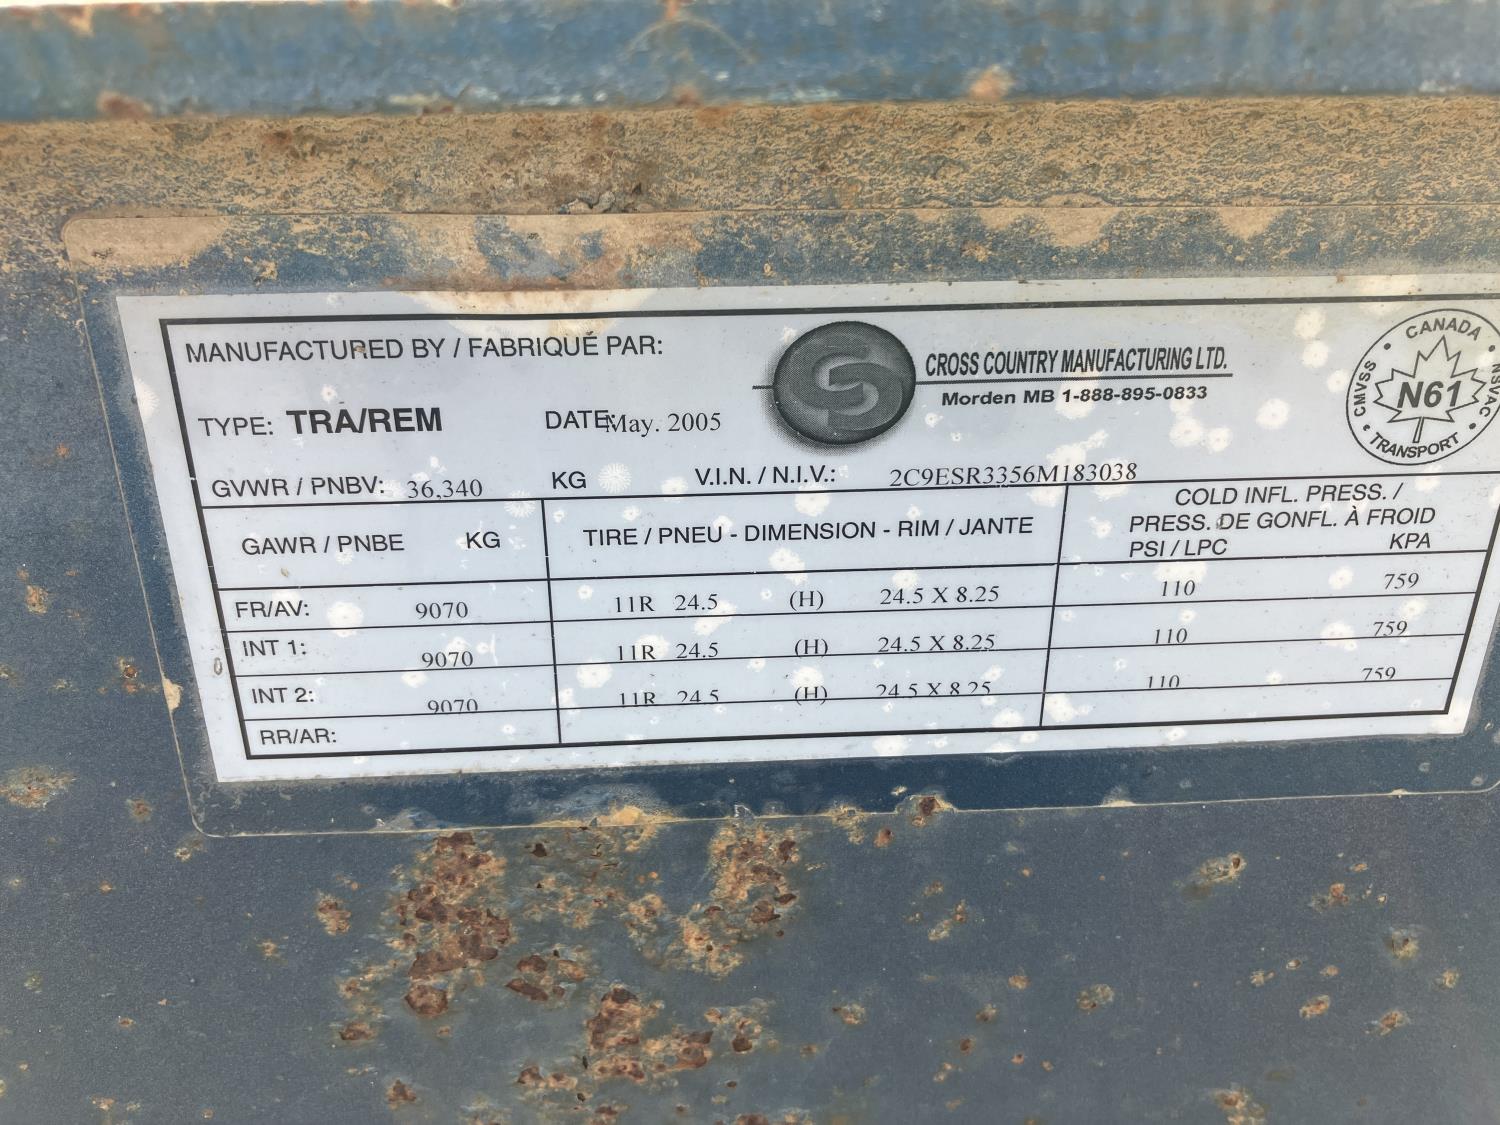 MANUFACTURED BY / FABRIQUÉ PAR:
CROSS COUNTRY MANUFACTURING LTD.
Morden MB 1-888-895-0833
CANADA
CMVSS • N61 • NSVAC
TRANSPORT
TYPE: TRA/REM DATE: May. 2005
GVWR / PNBV: 36,340 KG V.I.N. / N.I.V.: 2C9ESR3356M183038
GAWR / PNBE KG TIRE / PNEU - DIMENSION - RIM / JANTE
COLD INFL. PRESS. /
PRESS. DE GONFL. À FROID
PSI / LPC KPA
FR/AV: 9070 11R 24.5 (H) 24.5 X 8.25 110 759
INT 1: 9070 11R 24.5 (H) 24.5 X 8.25 110 759
INT 2: 9070 11R 24.5 (H) 24.5 X 8.25 110 759
RR/AR: